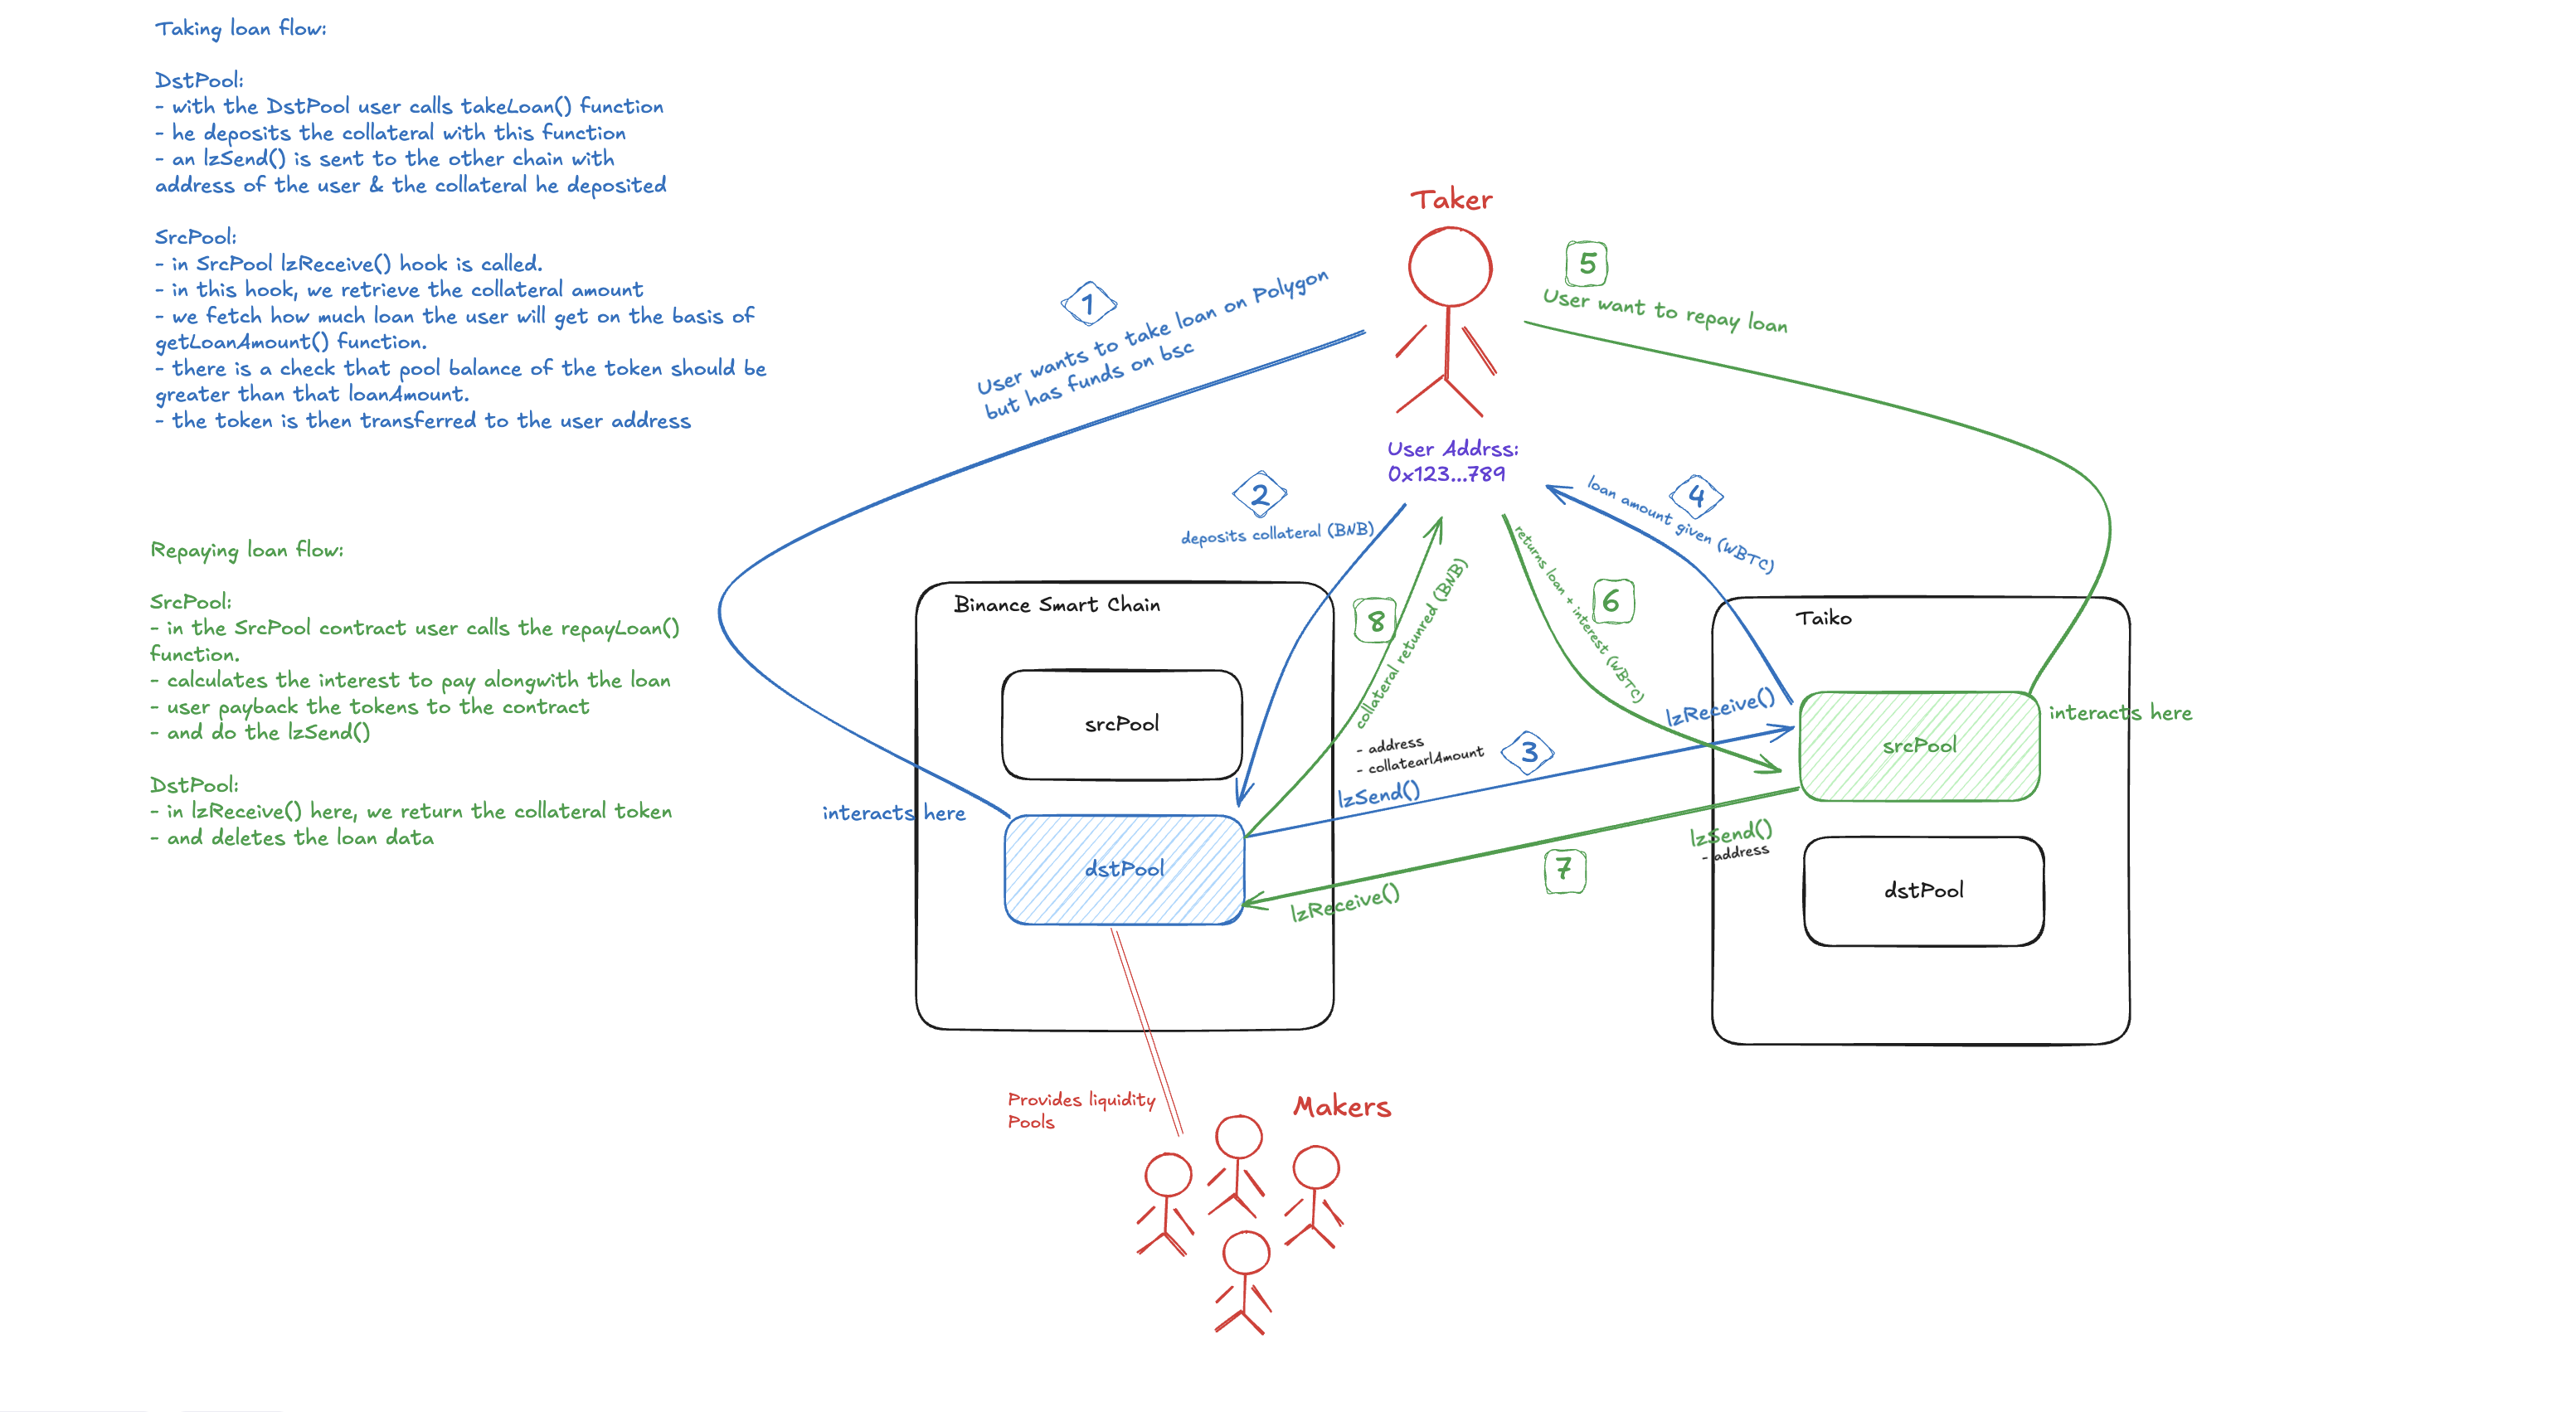 Taking loan flow:
DstPool:
- with the DstPool user calls takeLoan() function
- he deposits the collateral with this function
- an lzSend() is sent to the other chain with
address of the user & the collateral he deposited
SrcPool:
- in SrcPool lzReceive() hook is called.
- in this hook, we retrieve the collateral amount
- we fetch how much loan the user will get on the basis of
getLoanAmount() function.
- there is a check that pool balance of the token should be
greater than that loanAmount.
- the token is then transferred to the user address
Repaying loan flow:
SrcPool:
- in the SrcPool contract user calls the repayLoan()
function.
- calculates the interest to pay alongwith the loan
- user payback the tokens to the contract
- and do the lzSend()
DstPool:
- in lzReceive() here, we return the collateral token
- and deletes the loan data
Taker
1
User wants to take loan on Polygon
but has funds on bsc
5
User want to repay loan
User Addrss:
0x123...789
2
deposits collateral (BNB)
4
loan amount given (WBTC)
8
collateral retunred (BNB)
6
returns loan + interest (WBTC)
Binance Smart Chain
srcPool
interacts here
dstPool
- address
- collatearlAmount
3
lzSend()
lzReceive()
Taiko
srcPool
interacts here
lzSend()
- address
7
lzReceive()
dstPool
Provides liquidity
Pools
Makers